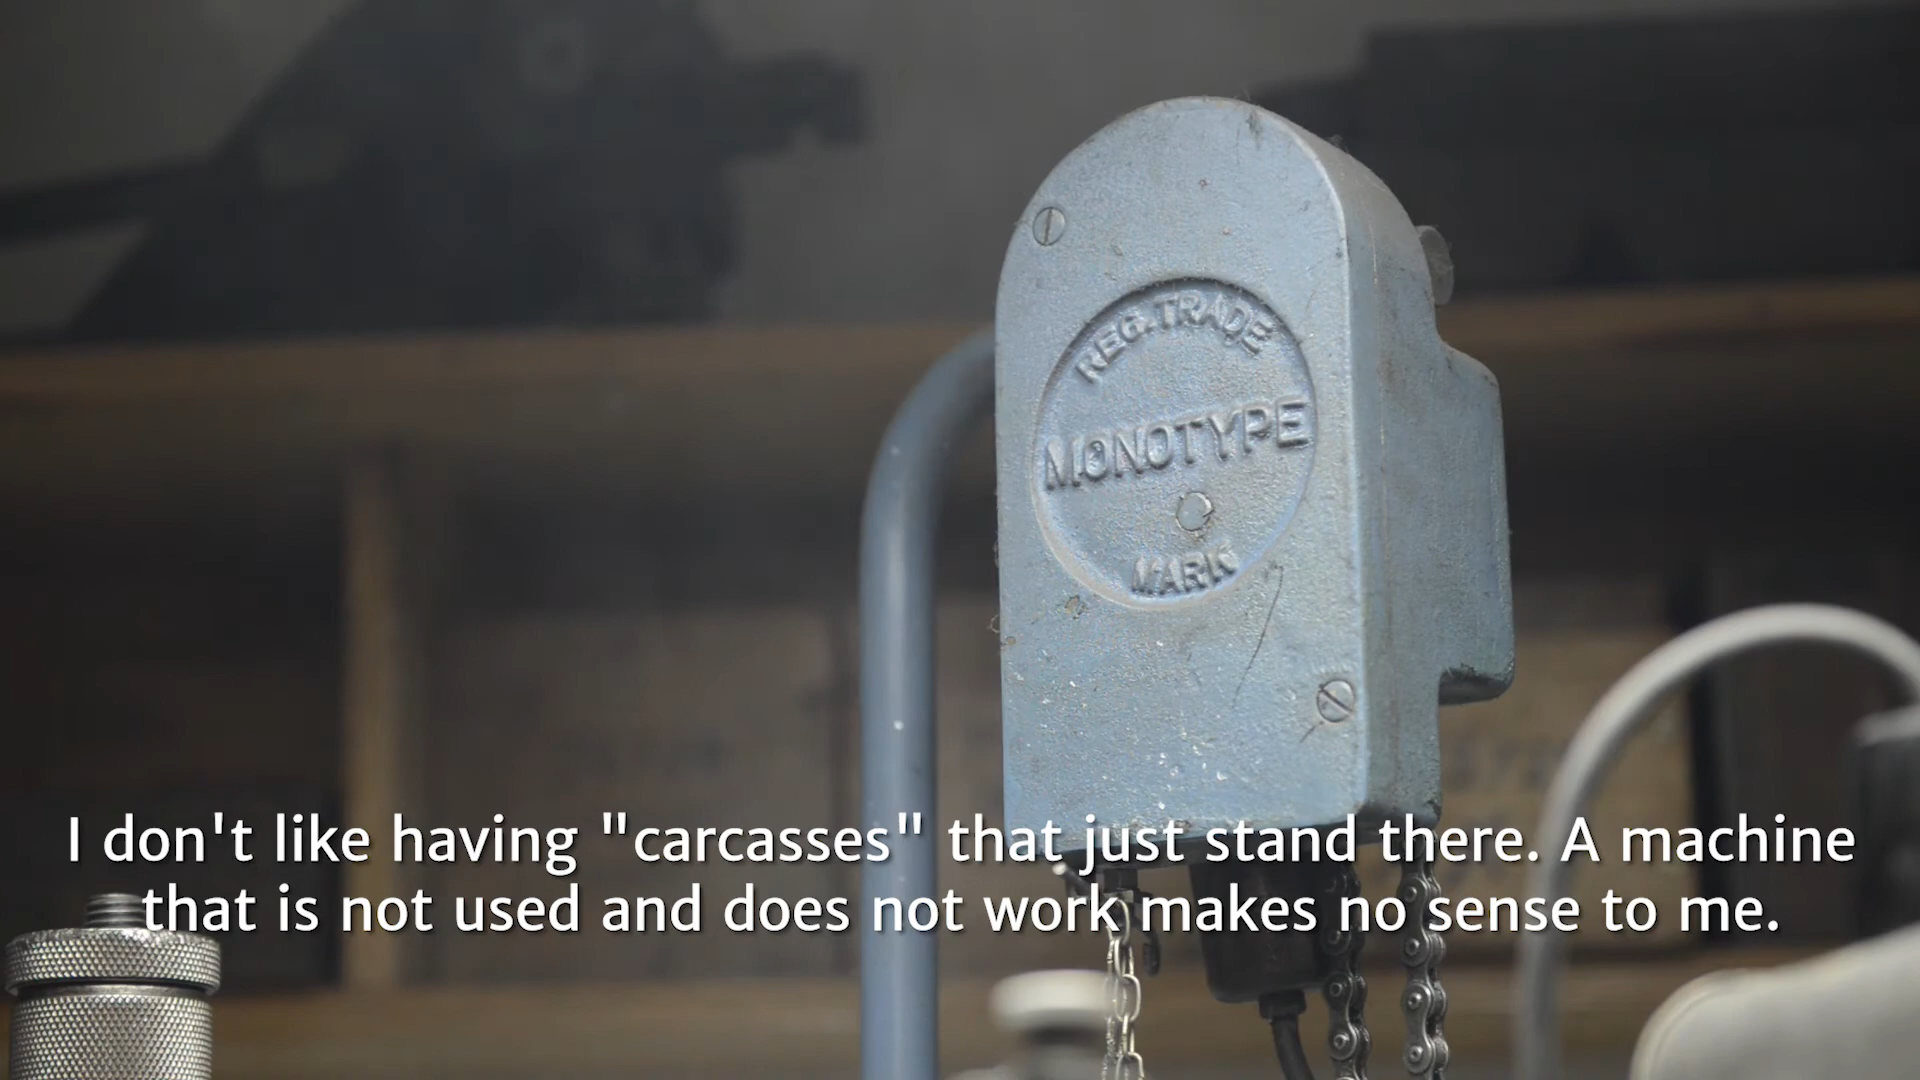 REG. TRADE
MONOTYPE
MARK
I don't like having "carcasses" that just stand there. A machine
that is not used and does not work makes no sense to me.